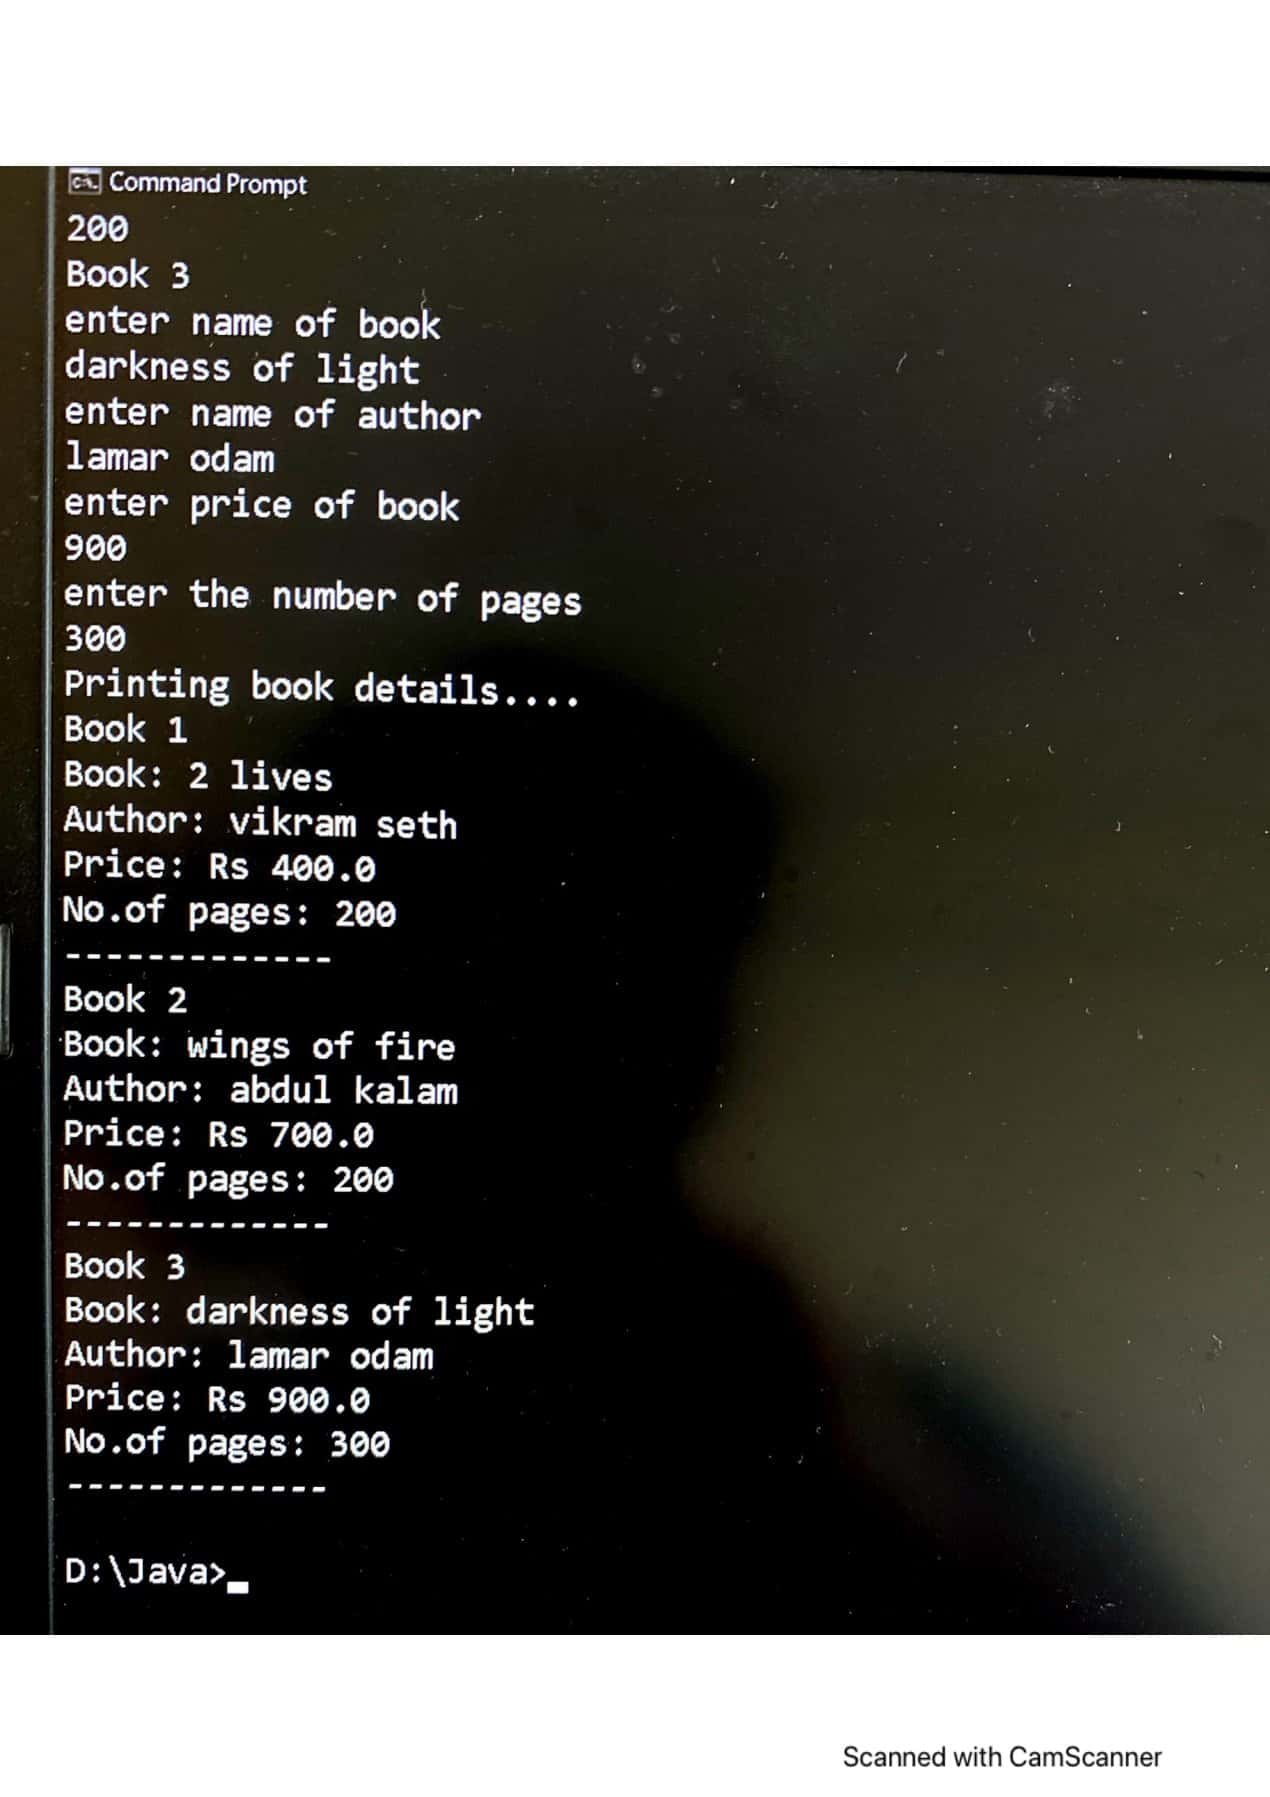 Command Prompt
200
Book 3
enter name of book
darkness of light
enter name of author
lamar odam
enter price of book
900
enter the number of pages
300
Printing book details....
Book 1
Book: 2 lives
Author: vikram seth
Price: Rs 400.0
No.of pages: 200
-------------
Book 2
Book: wings of fire
Author: abdul kalam
Price: Rs 700.0
No.of pages: 200
-------------
Book 3
Book: darkness of light
Author: lamar odam
Price: Rs 900.0
No.of pages: 300
-------------
D:\Java>
Scanned with CamScanner